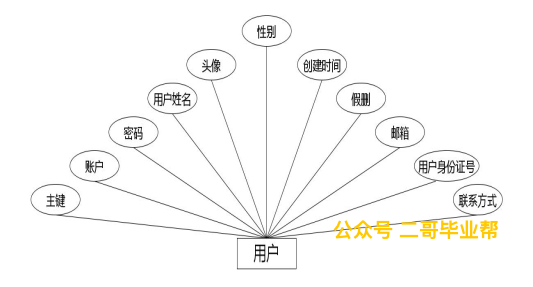 性别
头像
创建时间
用户姓名
假删
密码
邮箱
账户
用户身份证号
主键
联系方式
公众号 二哥毕业帮
用户